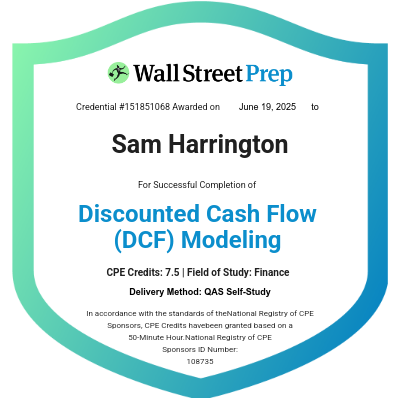 Wall Street Prep
Credential #151851068 Awarded on June 19, 2025 to
Sam Harrington
For Successful Completion of
Discounted Cash Flow
(DCF) Modeling
CPE Credits: 7.5 | Field of Study: Finance
Delivery Method: QAS Self-Study
In accordance with the standards of theNational Registry of CPE
Sponsors, CPE Credits havebeen granted based on a
50-Minute Hour.National Registry of CPE
Sponsors ID Number:
108735